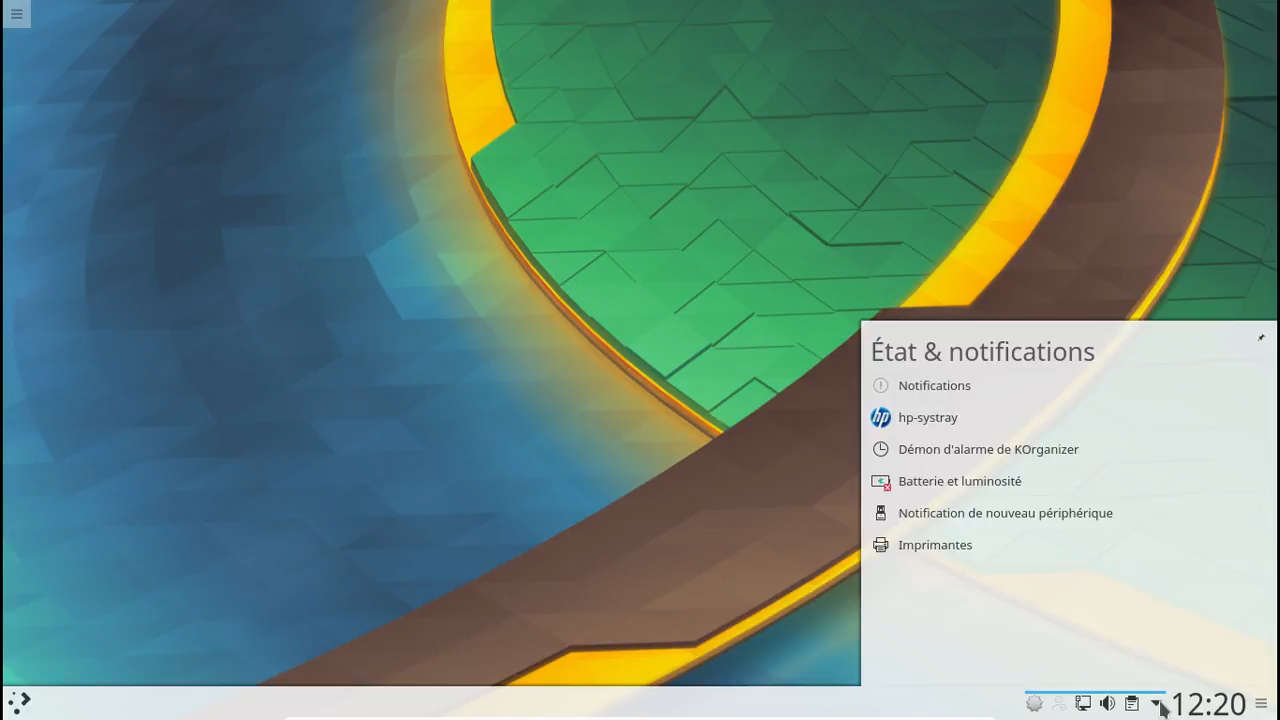 État & notifications
Notifications
hp-systray
Démon d'alarme de KOrganizer
Batterie et luminosité
Notification de nouveau périphérique
Imprimantes
12:20